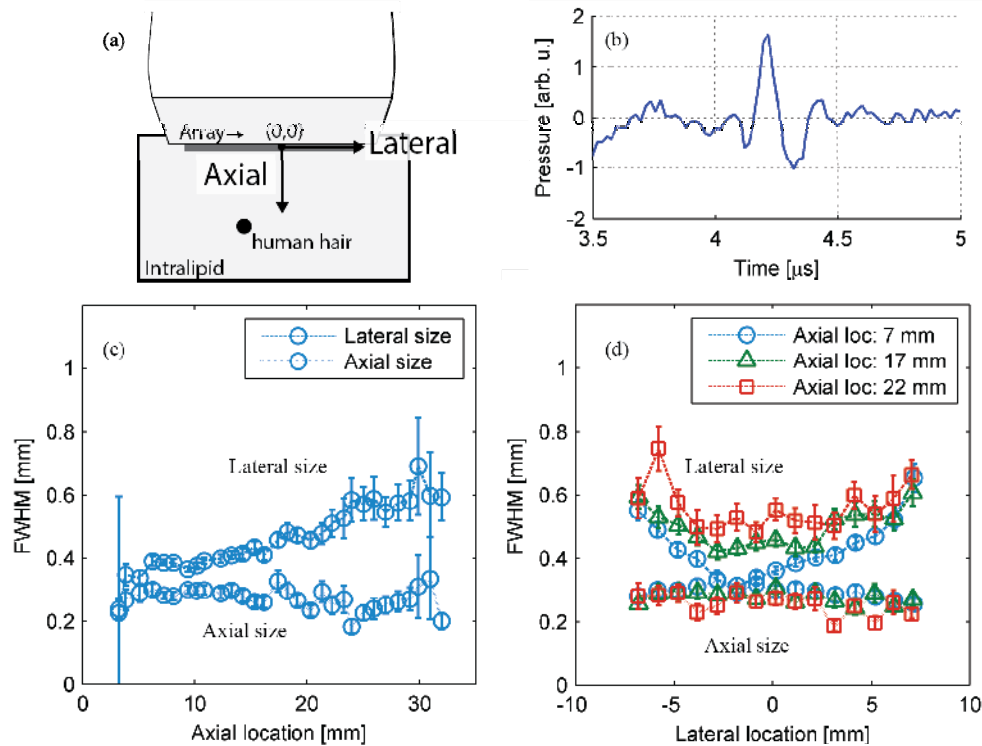 (a)
Array→
(0,0)
Lateral
Axial
human hair
Intralipid
(b)
Pressure [arb. u.]
2
1
0
-1
-2
3.5
4
4.5
5
Time [μs]
(c)
Lateral size
Axial size
Lateral size
Axial size
FWHM [mm]
1
0.8
0.6
0.4
0.2
0
0
10
20
30
Axial location [mm]
(d)
Axial loc: 7 mm
Axial loc: 17 mm
Axial loc: 22 mm
Lateral size
Axial size
FWHM [mm]
1
0.8
0.6
0.4
0.2
0
-10
-5
0
5
10
Lateral location [mm]